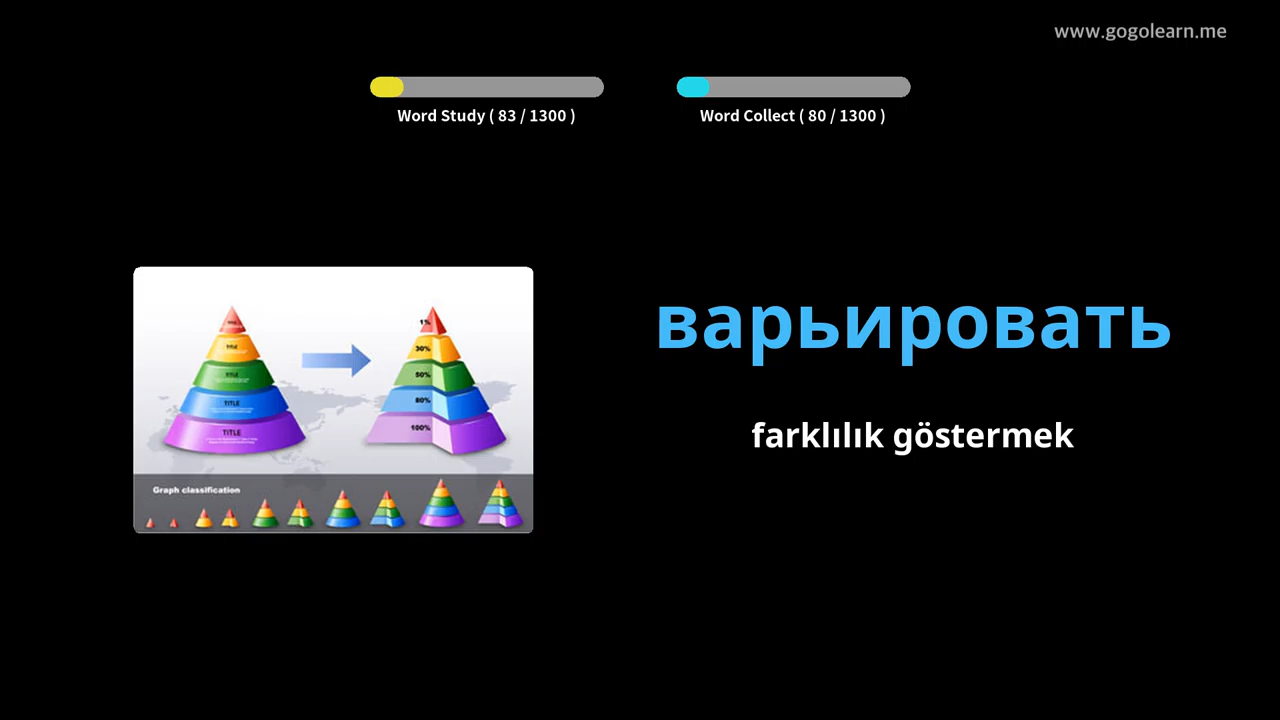 www.gogolearn.me
Word Study ( 83 / 1300 )
Word Collect ( 80 / 1300 )
варьировать
farklılık göstermek
TITLE
TITLE
TITLE
TITLE
1%
30%
50%
80%
100%
Graph classification